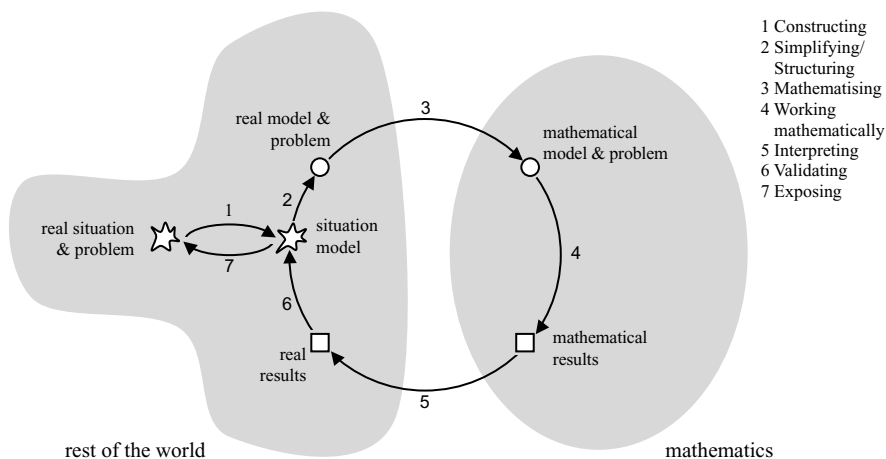 1 Constructing
2 Simplifying/
Structuring
3 Mathematising
4 Working
mathematically
5 Interpreting
6 Validating
7 Exposing
3
real model &
problem
mathematical
model & problem
2
1
real situation
& problem
situation
model
7
4
6
real
results
mathematical
results
5
rest of the world
mathematics